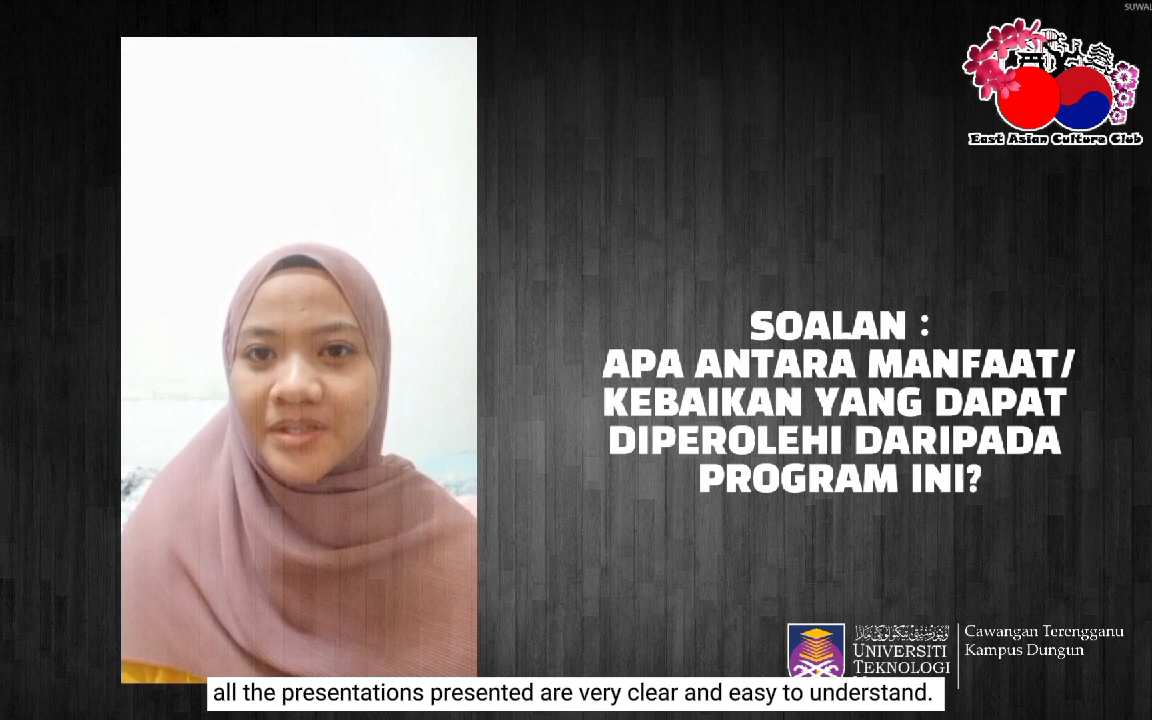 East Asian Culture Club
SOALAN :
APA ANTARA MANFAAT/
KEBAIKAN YANG DAPAT
DIPEROLEHI DARIPADA
PROGRAM INI?
UNIVERSITI
TEKNOLOGI
Cawangan Terengganu
Kampus Dungun
all the presentations presented are very clear and easy to understand.